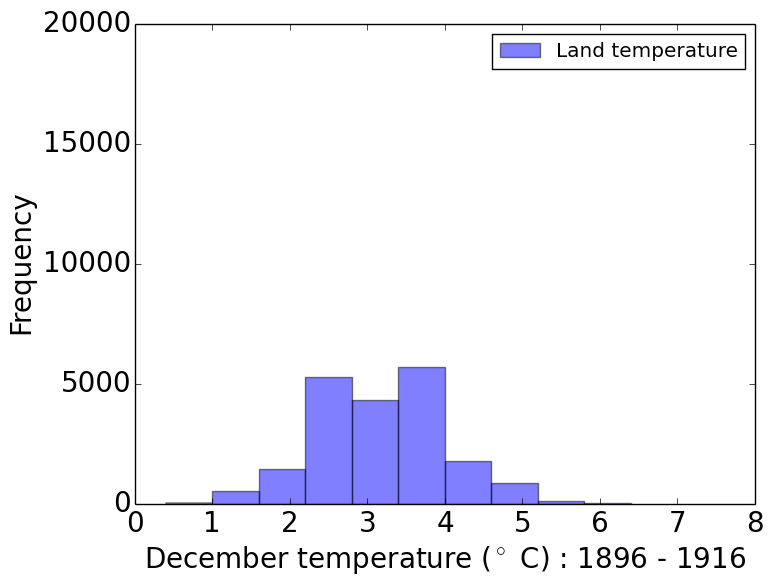 20000
Land temperature
15000
10000
5000
0
Frequency
0 1 2 3 4 5 6 7 8
December temperature (° C) : 1896 - 1916